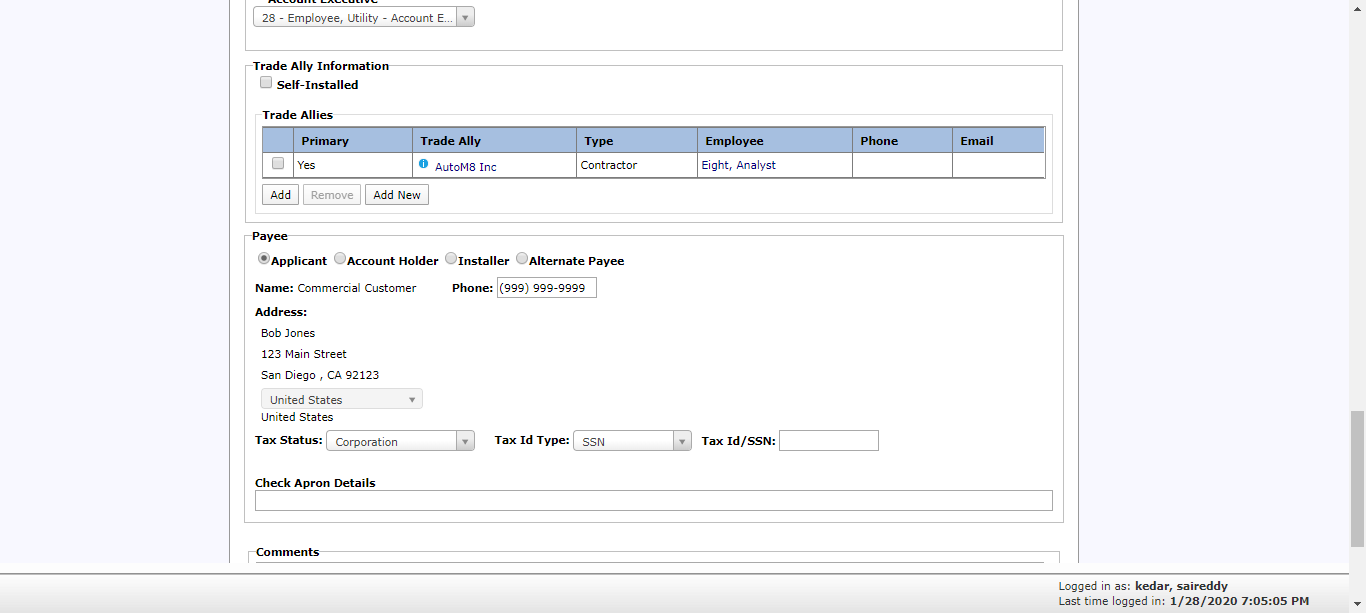 Account Executive
28 - Employee, Utility - Account E...
Trade Ally Information
Self-Installed
Trade Allies
Primary Trade Ally Type Employee Phone Email
Yes AutoM8 Inc Contractor Eight, Analyst
Add Remove Add New
Payee
Applicant Account Holder Installer Alternate Payee
Name: Commercial Customer Phone: (999) 999-9999
Address:
Bob Jones
123 Main Street
San Diego , CA 92123
United States
United States
Tax Status: Corporation Tax Id Type: SSN Tax Id/SSN:
Check Apron Details
Comments
Logged in as: kedar, saireddy
Last time logged in: 1/28/2020 7:05:05 PM